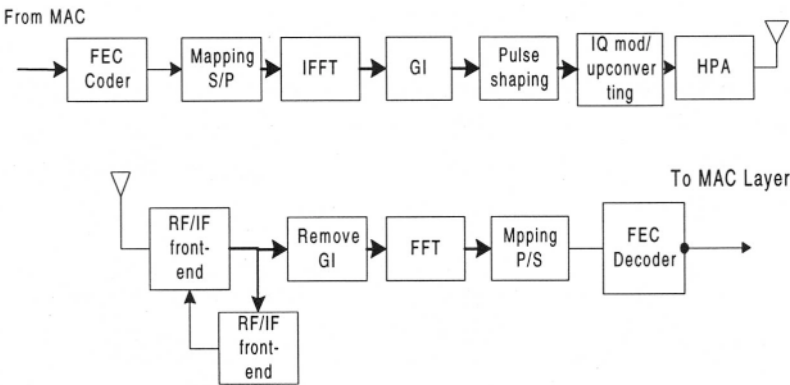 From MAC
FEC
Coder
Mapping
S/P
IFFT
GI
Pulse
shaping
IQ mod/
upconver
ting
HPA
To MAC Layer
RF/IF
front-
end
Remove
GI
FFT
Mpping
P/S
FEC
Decoder
RF/IF
front-
end